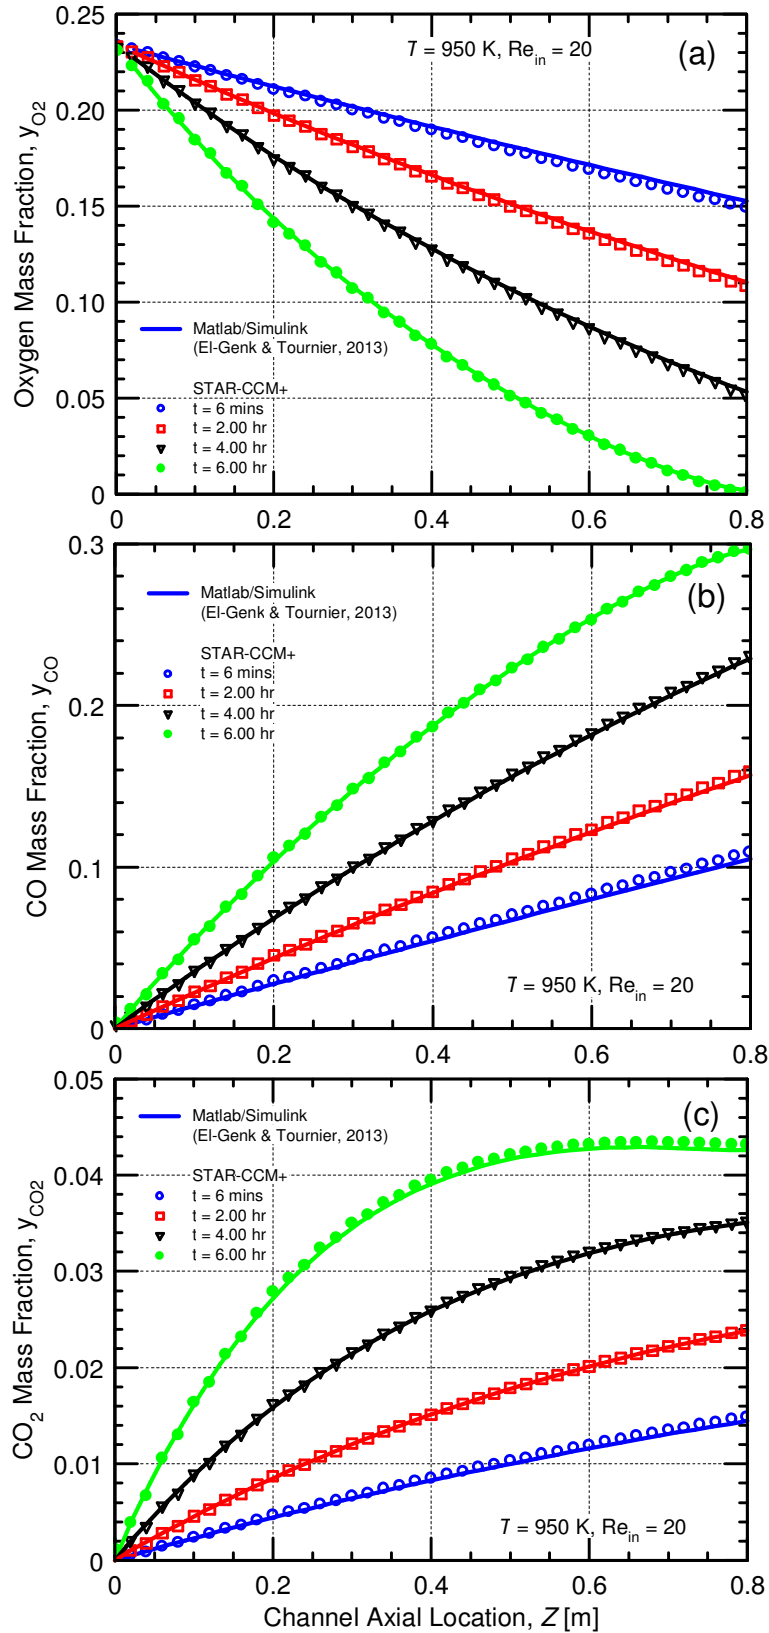 0.25
0.20
0.15
0.10
0.05
0
Oxygen Mass Fraction, y_O2
T = 950 K, Re_in = 20
(a)
Matlab/Simulink
(El-Genk & Tournier, 2013)
STAR-CCM+
t = 6 mins
t = 2.00 hr
t = 4.00 hr
t = 6.00 hr
0 0.2 0.4 0.6 0.8
0.3
0.2
0.1
0
CO Mass Fraction, y_CO
Matlab/Simulink
(El-Genk & Tournier, 2013)
(b)
STAR-CCM+
t = 6 mins
t = 2.00 hr
t = 4.00 hr
t = 6.00 hr
T = 950 K, Re_in = 20
0 0.2 0.4 0.6 0.8
0.05
0.04
0.03
0.02
0.01
0
CO_2 Mass Fraction, y_CO2
Matlab/Simulink
(El-Genk & Tournier, 2013)
(c)
STAR-CCM+
t = 6 mins
t = 2.00 hr
t = 4.00 hr
t = 6.00 hr
T = 950 K, Re_in = 20
0 0.2 0.4 0.6 0.8
Channel Axial Location, Z [m]